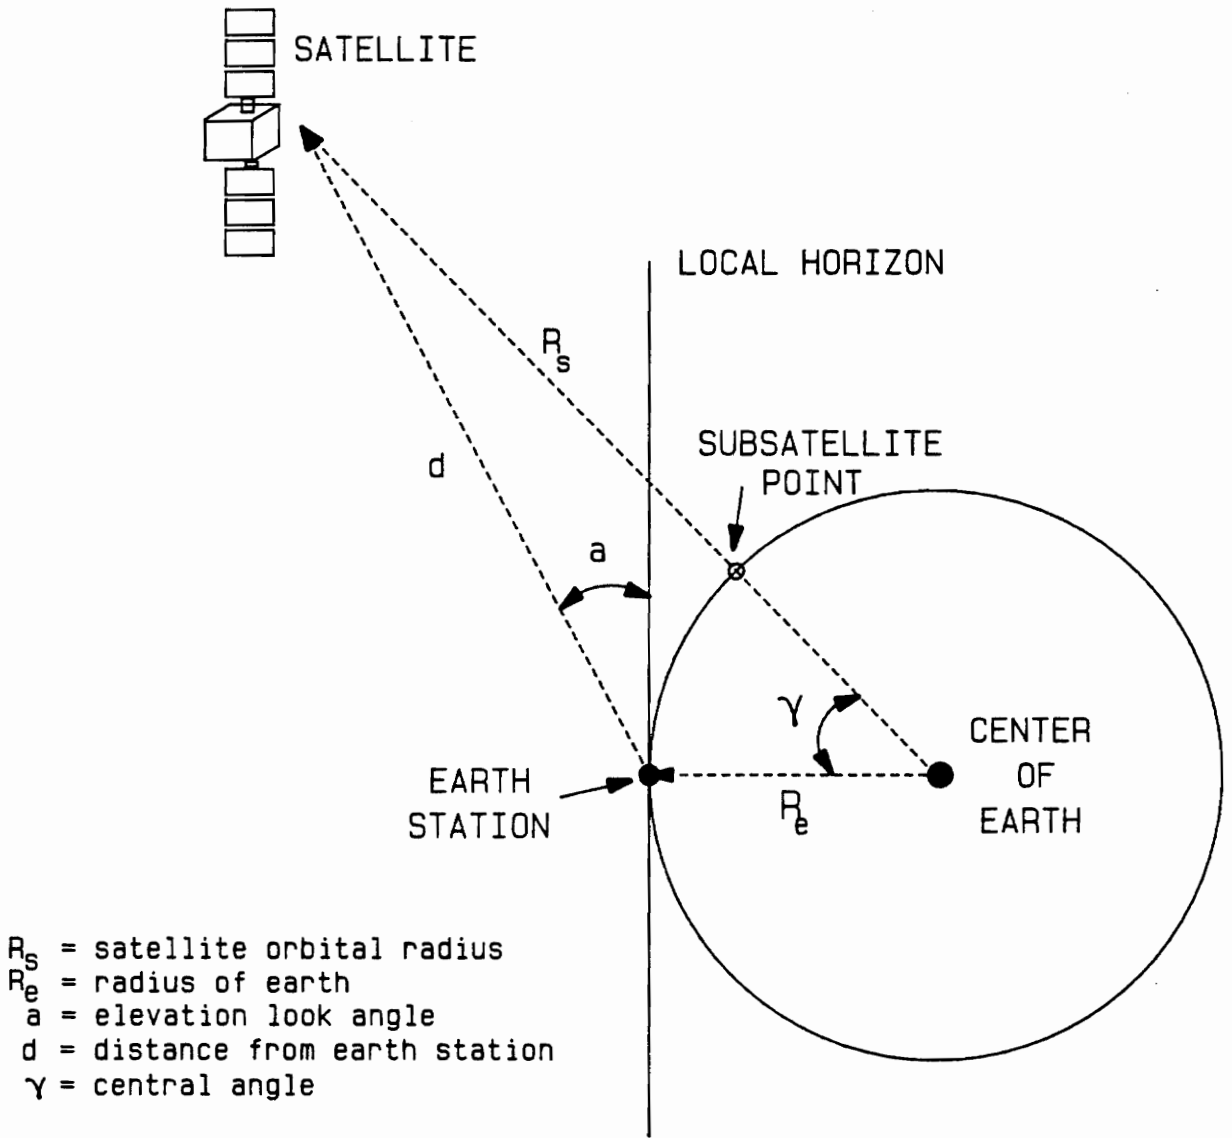 SATELLITE
LOCAL HORIZON
Rs
SUBSATELLITE
POINT
d
a
γ
CENTER
OF
EARTH
EARTH
STATION
Re
Rs = satellite orbital radius
Re = radius of earth
a = elevation look angle
d = distance from earth station
γ = central angle